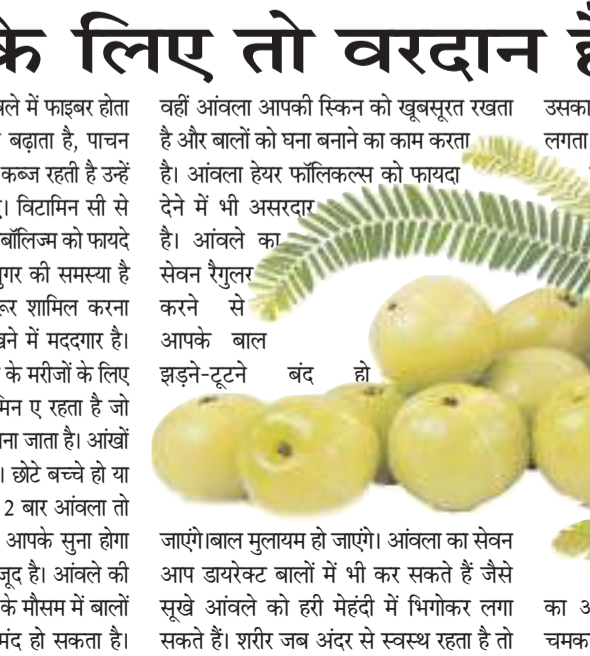 के लिए तो वरदान
में फाइबर होता
बढ़ाता है, पाचन
कब्ज रहती है उन्हें
विटामिन सी से
को फायदे
की समस्या है
शामिल करना
में मददगार है।
के मरीजों के लिए
ए रहता है जो
जाता है। आंखों
। छोटे बच्चे हो या
2 बार आंवला तो
आपके सुना होगा
है। आंवले की
के मौसम में बालों
हो सकता है।
वहीं आंवला आपकी स्किन को खूबसूरत रखता
है और बालों को घना बनाने का काम करता
है। आंवला हेयर फॉलिकल्स को फायदा
देने में भी असरदार
है। आंवले का
सेवन रैगुलर
करने से
आपके बाल
झड़ने-टूटने बंद हो
जाएंगे।बाल मुलायम हो जाएंगे। आंवला का सेवन
आप डायरेक्ट बालों में भी कर सकते हैं जैसे
सूखे आंवले को हरी मेहंदी में भिगोकर लगा
सकते हैं। शरीर जब अंदर से स्वस्थ रहता है तो
उसका
लगता
का